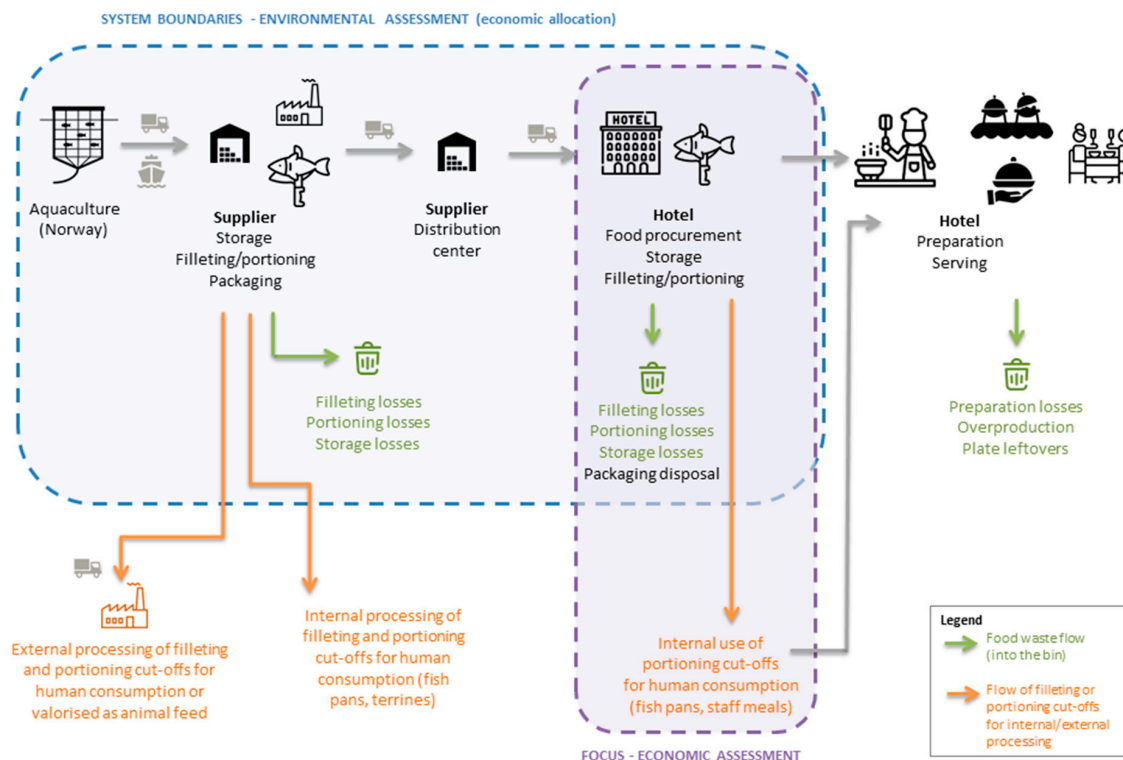 SYSTEM BOUNDARIES - ENVIRONMENTAL ASSESSMENT (economic allocation)
HOTEL
Aquaculture
(Norway)
Supplier
Storage
Filleting/portioning
Packaging
Supplier
Distribution
center
Hotel
Food procurement
Storage
Filleting/portioning
Hotel
Preparation
Serving
Filleting losses
Portioning losses
Storage losses
Filleting losses
Portioning losses
Storage losses
Packaging disposal
Preparation losses
Overproduction
Plate leftovers
External processing of filleting
and portioning cut-offs for
human consumption or
valorised as animal feed
Internal processing of
filleting and portioning
cut-offs for human
consumption (fish
pans, terrines)
Internal use of
portioning cut-offs
for human consumption
(fish pans, staff meals)
Legend
Food waste flow
(into the bin)
Flow of filleting or
portioning cut-offs
for internal/external
processing
FOCUS - ECONOMIC ASSESSMENT